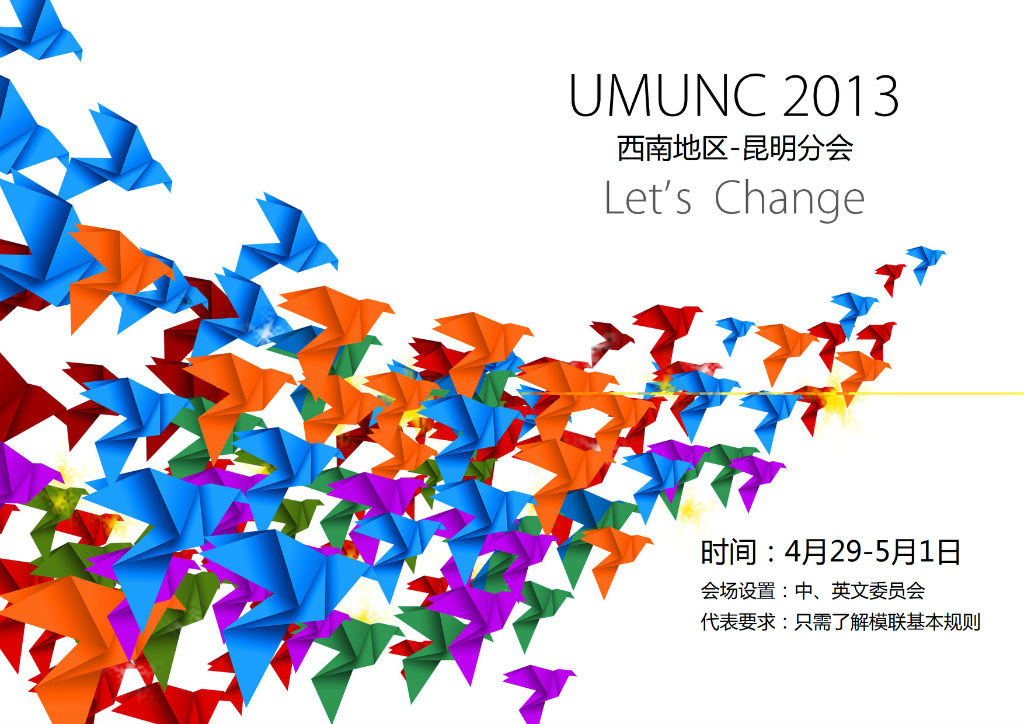 UMUNC 2013
西南地区-昆明分会
Let's Change
时间：4月29-5月1日
会场设置：中、英文委员会
代表要求：只需了解模联基本规则